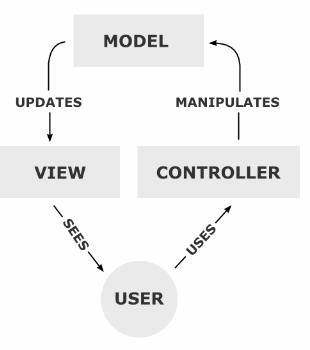 MODEL
UPDATES
MANIPULATES
VIEW
CONTROLLER
SEES
USES
USER